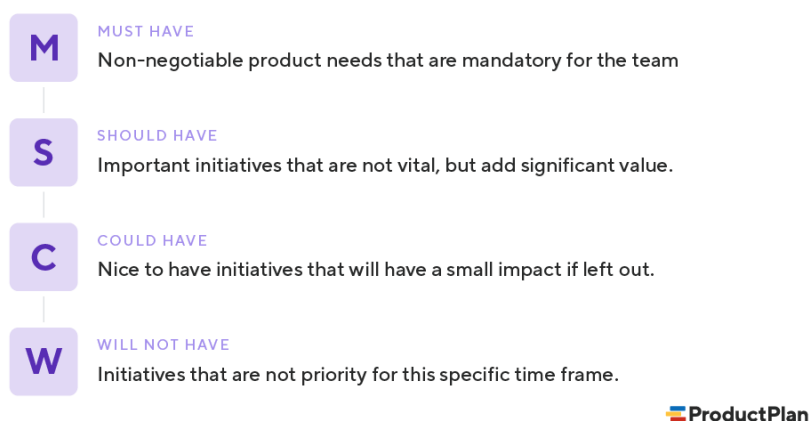 M
MUST HAVE
Non-negotiable product needs that are mandatory for the team
S
SHOULD HAVE
Important initiatives that are not vital, but add significant value.
C
COULD HAVE
Nice to have initiatives that will have a small impact if left out.
W
WILL NOT HAVE
Initiatives that are not priority for this specific time frame.
ProductPlan